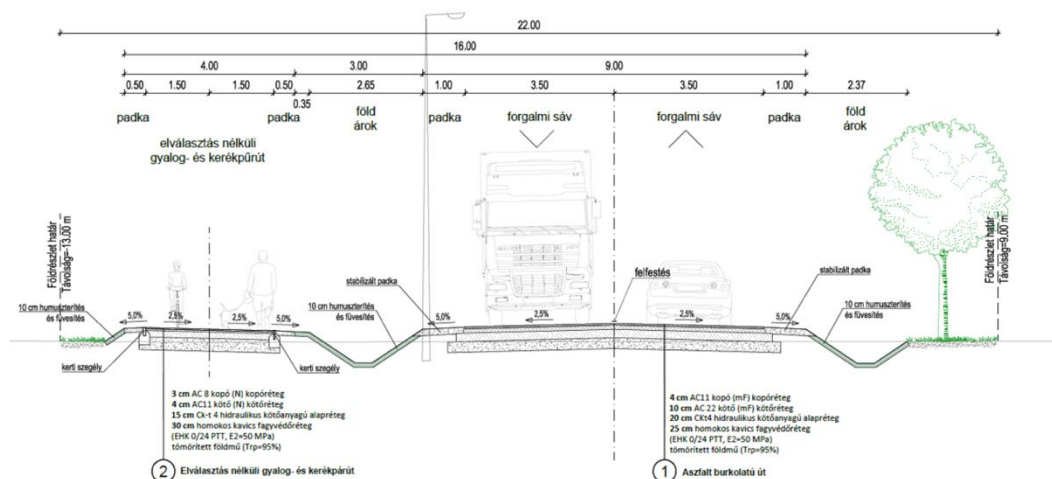 22.00
16.00
4.00 3.00 9.00
0.50 1.50 1.50 0.50 2.65 1.00 3.50 3.50 1.00 2.37
0.35
padka padka föld árok padka forgalmi sáv forgalmi sáv padka föld árok
elválasztás nélküli
gyalog- és kerékpűrút
Földrészlet határ
Távolság=-13,00 m
Földrészlet határ
Távolság=9,00 m
felfestés
stabilizált padka
stabilizált padka
10 cm humuszterítés
és füvesítés
10 cm humuszterítés
és füvesítés
10 cm humuszterítés
és füvesítés
5,0% 2,5% 2,5% 5,0% 5,0% 2,5% 2,5% 5,0%
kerti szegély
kerti szegély
3 cm AC 8 kopó (N) kopóréteg
4 cm AC11 kötő (N) kötőréteg
15 cm Ck-t 4 hidraulikus kötőanyagú alapréteg
30 cm homokos kavics fagyvédőréteg
(EHK 0/24 PTT, E2=50 MPa)
tömörített földmű (Trp=95%)
2 Elválasztás nélküli gyalog- és kerékpárút
4 cm AC11 kopó (mF) kopóréteg
10 cm AC 22 kötő (mF) kötőréteg
20 cm CKt4 hidraulikus kötőanyagú alapréteg
25 cm homokos kavics fagyvédőréteg
(EHK 0/24 PTT, E2=50 MPa)
tömörített földmű (Trp=95%)
1 Aszfalt burkolatú út